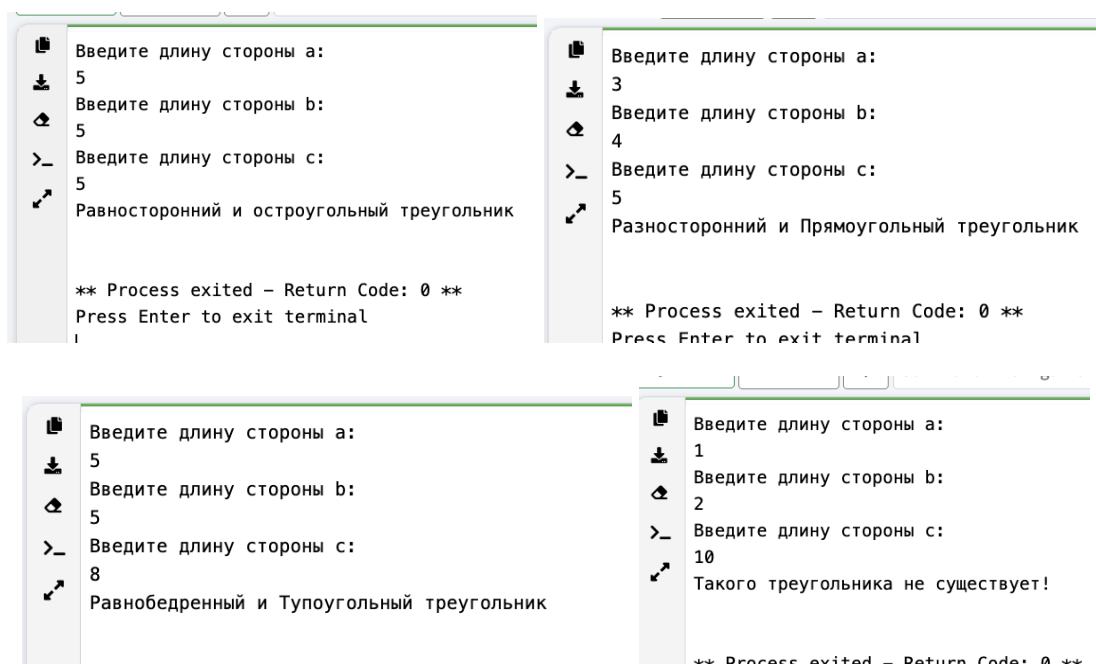 Введите длину стороны a:
5
Введите длину стороны b:
5
Введите длину стороны c:
5
Равносторонний и остроугольный треугольник
** Process exited - Return Code: 0 **
Press Enter to exit terminal
Введите длину стороны a:
3
Введите длину стороны b:
4
Введите длину стороны c:
5
Разносторонний и Прямоугольный треугольник
** Process exited - Return Code: 0 **
Press Enter to exit terminal
Введите длину стороны a:
5
Введите длину стороны b:
5
Введите длину стороны c:
8
Равнобедренный и Тупоугольный треугольник
Введите длину стороны a:
1
Введите длину стороны b:
2
Введите длину стороны c:
10
Такого треугольника не существует!
** Process exited - Return Code: 0 **